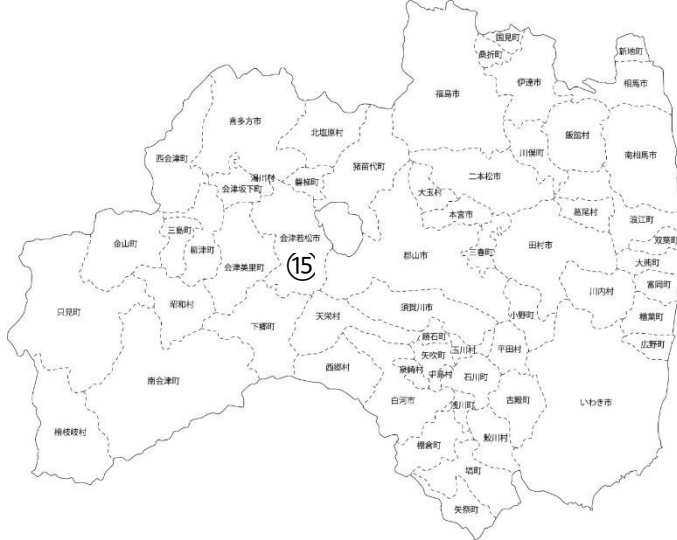 国見町
桑折町
新地町
相馬市
伊達市
福島市
喜多方市
北塩原村
飯舘村
川俣町
南相馬市
西会津町
猪苗代町
湯川村
磐梯町
会津坂下町
二本松市
大玉村
本宮市
葛尾村
浪江町
三島町
金山町
柳津町
会津若松市
双葉町
田村市
三春町
郡山市
大熊町
会津美里町
⑮
川内村
富岡町
昭和村
只見町
須賀川市
天栄村
小野町
楢葉町
下郷町
鏡石町
広野町
玉川村
平田村
矢吹町
西郷村
泉崎村
中島村
石川町
南会津町
白河市
浅川町
古殿町
いわき市
檜枝岐村
鮫川村
棚倉町
塙町
矢祭町